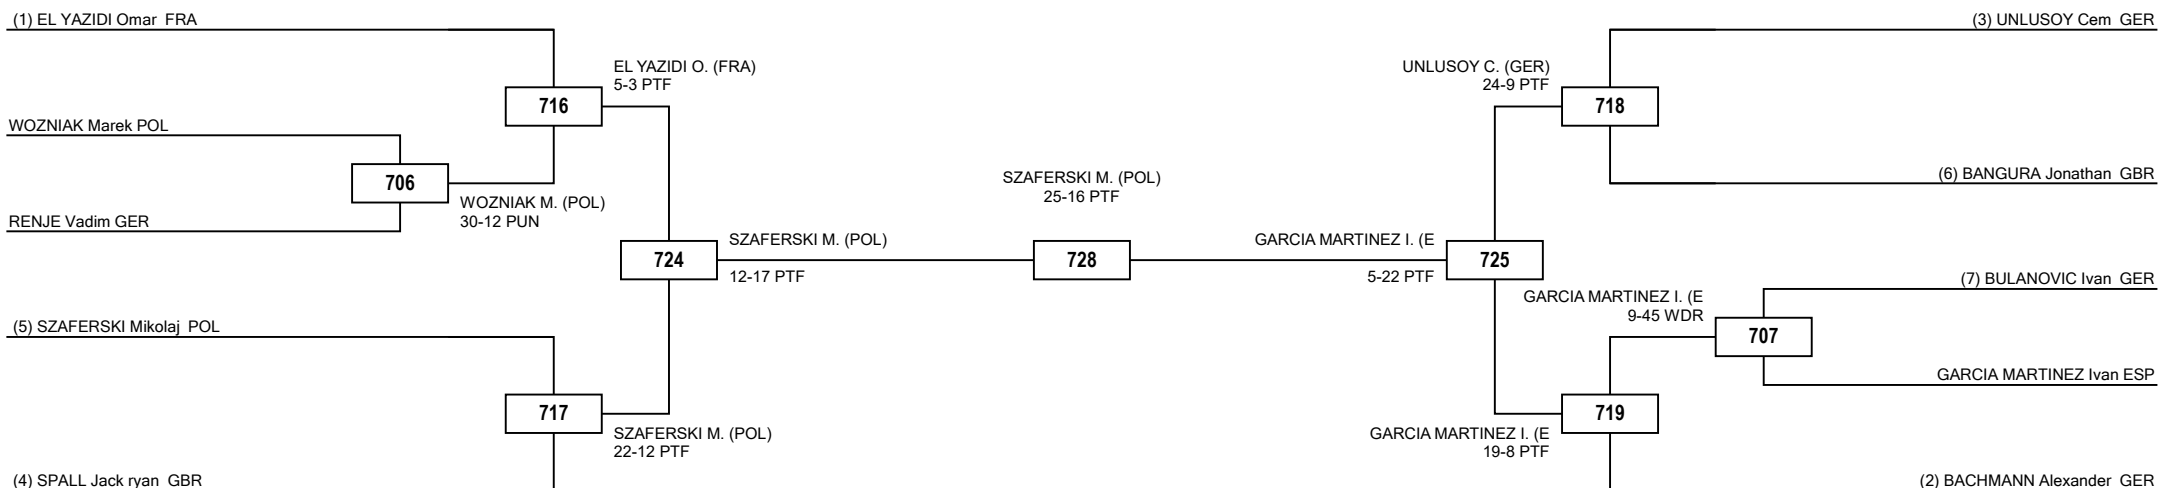 (1) EL YAZIDI Omar FRA
(3) UNLUSOY Cem GER
EL YAZIDI O. (FRA)
5-3 PTF
UNLUSOY C. (GER)
24-9 PTF
716
718
WOZNIAK Marek POL
706
SZAFERSKI M. (POL)
25-16 PTF
(6) BANGURA Jonathan GBR
WOZNIAK M. (POL)
30-12 PUN
RENJE Vadim GER
SZAFERSKI M. (POL)
GARCIA MARTINEZ I. (E
724
728
725
12-17 PTF
5-22 PTF
(7) BULANOVIC Ivan GER
GARCIA MARTINEZ I. (E
9-45 WDR
(5) SZAFERSKI Mikolaj POL
707
GARCIA MARTINEZ Ivan ESP
717
719
SZAFERSKI M. (POL)
22-12 PTF
GARCIA MARTINEZ I. (E
19-8 PTF
(4) SPALL Jack ryan GBR
(2) BACHMANN Alexander GER